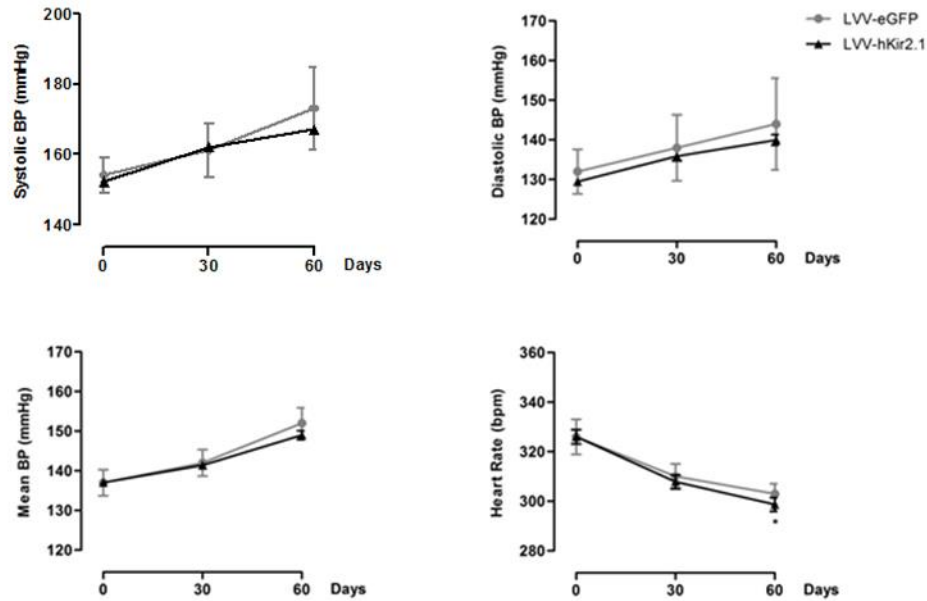 LVV-eGFP
LVV-hKir2.1
Systolic BP (mmHg)
200
180
160
140
0 30 60 Days
Diastolic BP (mmHg)
170
160
150
140
130
120
0 30 60 Days
Mean BP (mmHg)
170
160
150
140
130
120
0 30 60 Days
Heart Rate (bpm)
360
340
320
300
280
*
0 30 60 Days